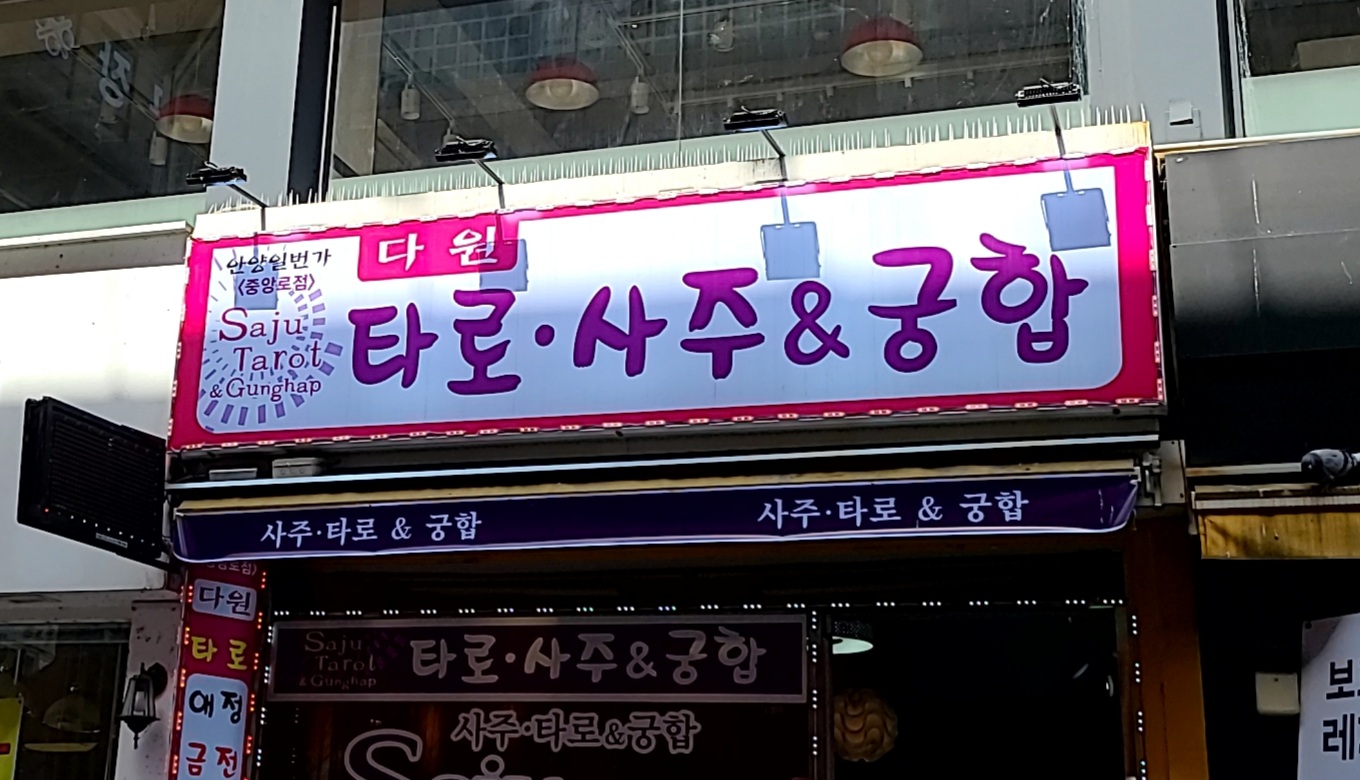 안양일번가
<중앙로점>
Saju
Tarot
& Gunghap
다원
타로·사주&궁합
사주·타로 & 궁합
사주·타로 & 궁합
다원
타로
애정
금전
Saju
Tarot
& Gunghap
타로·사주&궁합
사주·타로&궁합